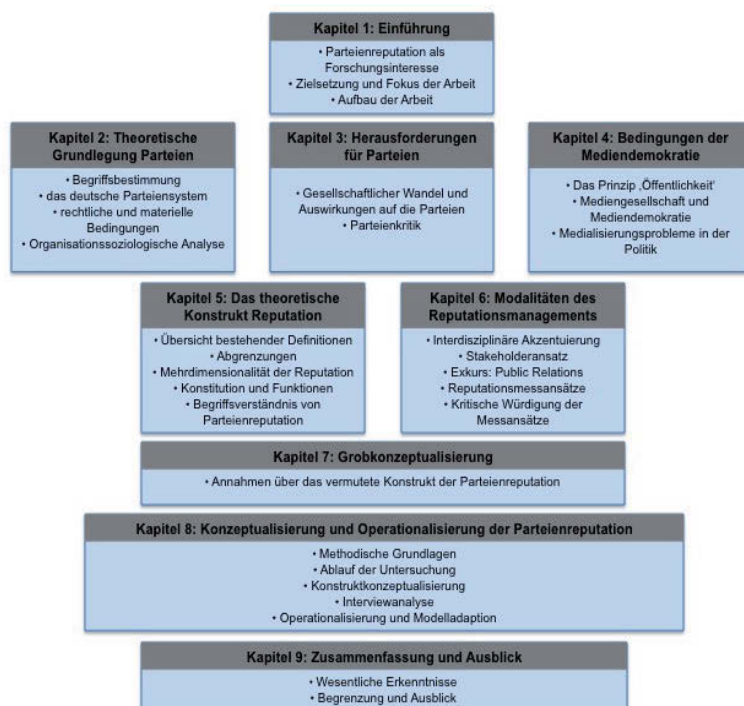 Kapitel 1: Einführung
• Parteienreputation als
Forschungsinteresse
• Zielsetzung und Fokus der Arbeit
• Aufbau der Arbeit
Kapitel 2: Theoretische
Grundlegung Parteien
• Begriffsbestimmung
• das deutsche Parteiensystem
• rechtliche und materielle
Bedingungen
• Organisationssoziologische Analyse
Kapitel 3: Herausforderungen
für Parteien
• Gesellschaftlicher Wandel und
Auswirkungen auf die Parteien
• Parteienkritik
Kapitel 4: Bedingungen der
Mediendemokratie
• Das Prinzip ‚Öffentlichkeit‘
• Mediengesellschaft und
Mediendemokratie
• Medialisierungsprobleme in der
Politik
Kapitel 5: Das theoretische
Konstrukt Reputation
• Übersicht bestehender Definitionen
• Abgrenzungen
• Mehrdimensionalität der Reputation
• Konstitution und Funktionen
• Begriffsverständnis von
Parteienreputation
Kapitel 6: Modalitäten des
Reputationsmanagements
• Interdisziplinäre Akzentuierung
• Stakeholderansatz
• Exkurs: Public Relations
• Reputationsmessansätze
• Kritische Würdigung der
Messansätze
Kapitel 7: Grobkonzeptualisierung
• Annahmen über das vermutete Konstrukt der Parteienreputation
Kapitel 8: Konzeptualisierung und Operationalisierung der Parteienreputation
• Methodische Grundlagen
• Ablauf der Untersuchung
• Konstruktkonzeptualisierung
• Interviewanalyse
• Operationalisierung und Modelladaption
Kapitel 9: Zusammenfassung und Ausblick
• Wesentliche Erkenntnisse
• Begrenzung und Ausblick